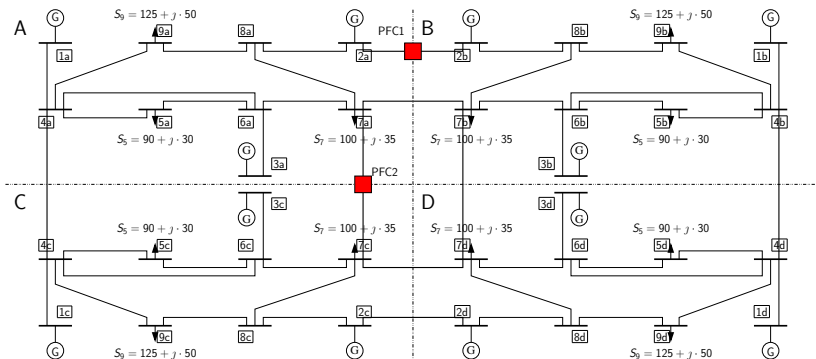 A
B
G
S₉ = 125 + ȷ · 50
9a
8a
G
PFC1
G
8b
S₉ = 125 + ȷ · 50
9b
G
1a
2a
2b
1b
4a
5a
6a
7a
7b
6b
5b
4b
S₅ = 90 + ȷ · 30
G
3a
S₇ = 100 + ȷ · 35
S₇ = 100 + ȷ · 35
3b
G
S₅ = 90 + ȷ · 30
PFC2
C
D
S₅ = 90 + ȷ · 30
G
3c
S₇ = 100 + ȷ · 35
S₇ = 100 + ȷ · 35
3d
G
S₅ = 90 + ȷ · 30
4c
5c
6c
7c
7d
6d
5d
4d
1c
2c
2d
1d
9c
8c
8d
9d
G
S₉ = 125 + ȷ · 50
G
G
S₉ = 125 + ȷ · 50
G